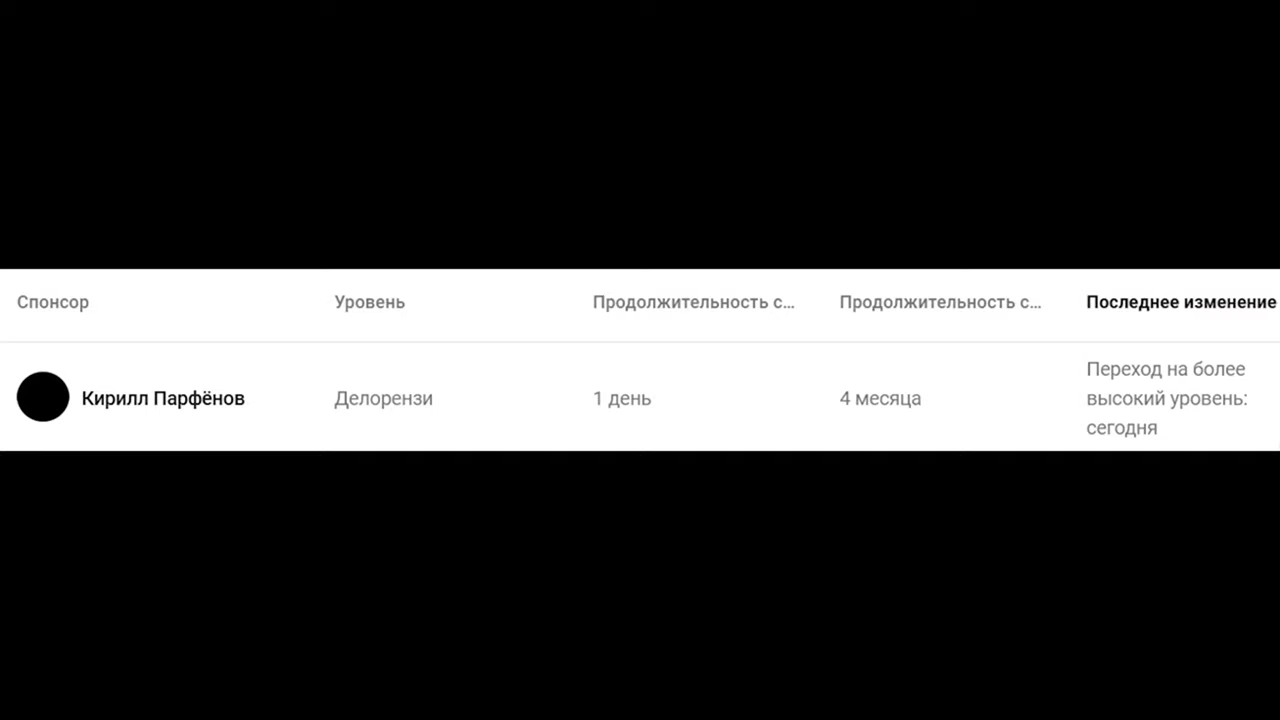 Спонсор Уровень Продолжительность с... Продолжительность с... Последнее изменение
Кирилл Парфёнов Делорензи 1 день 4 месяца Переход на более
высокий уровень:
сегодня